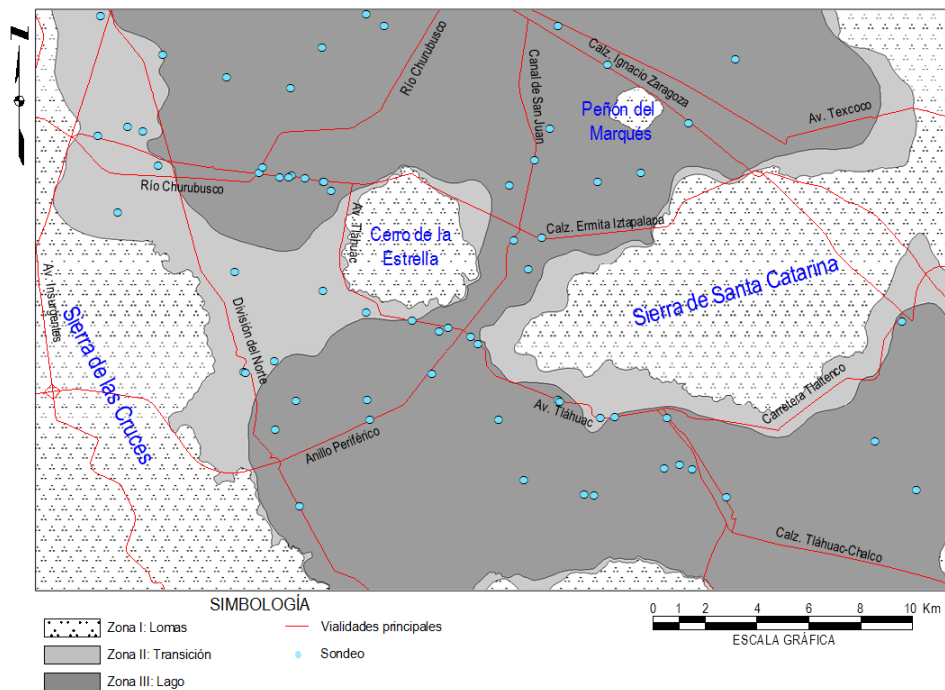 Z
Río Churubusco
Canal de San Juan
Calz. Ignacio Zaragoza
Peñón del
Marqués
Av. Texcoco
Río Churubusco
Av. Tláhuac
Cerro de la
Estrella
Calz. Ermita Iztapalapa
Av. Insurgentes
Sierra de las Cruces
División del Norte
Sierra de Santa Catarina
Carretera Tlaltenco
Av. Tláhuac
Anillo Periférico
Calz. Tláhuac-Chalco
SIMBOLOGÍA
Zona I: Lomas
Zona II: Transición
Zona III: Lago
Vialidades principales
Sondeo
0 1 2 4 6 8 10 Km
ESCALA GRÁFICA